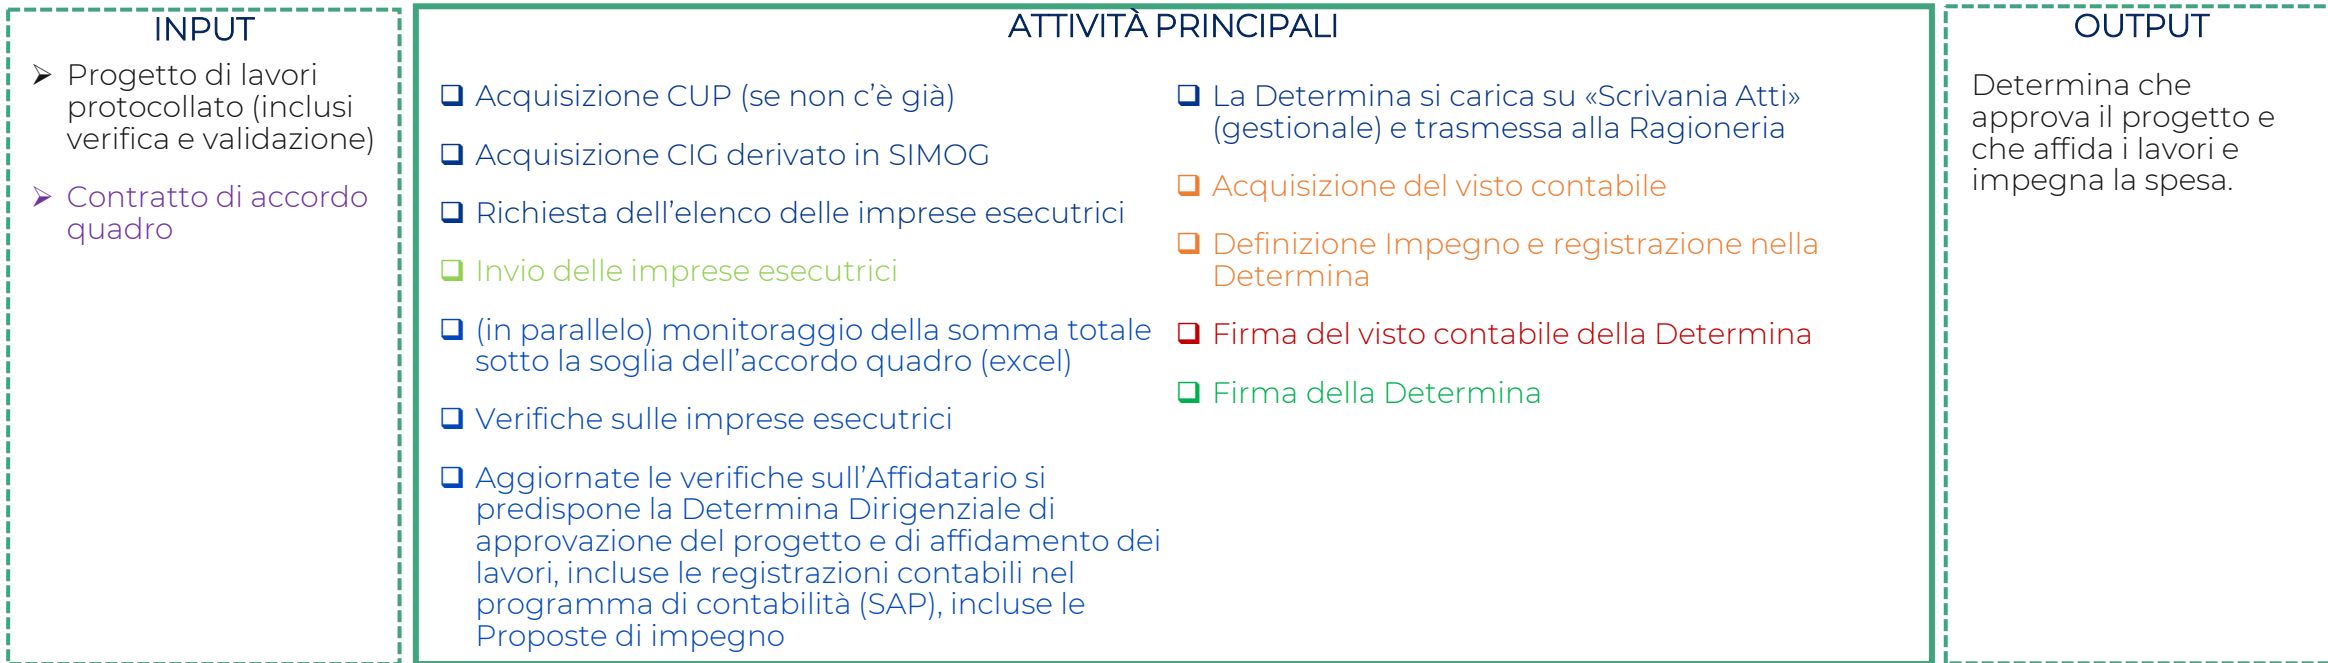 INPUT
Progetto di lavori
protocollato (inclusi
verifica e validazione)
Contratto di accordo
quadro
ATTIVITÀ PRINCIPALI
Acquisizione CUP (se non c’è già)
Acquisizione CIG derivato in SIMOG
Richiesta dell’elenco delle imprese esecutrici
Invio delle imprese esecutrici
(in parallelo) monitoraggio della somma totale
sotto la soglia dell’accordo quadro (excel)
Verifiche sulle imprese esecutrici
Aggiornate le verifiche sull’Affidatario si
predispone la Determina Dirigenziale di
approvazione del progetto e di affidamento dei
lavori, incluse le registrazioni contabili nel
programma di contabilità (SAP), incluse le
Proposte di impegno
La Determina si carica su «Scrivania Atti»
(gestionale) e trasmessa alla Ragioneria
Acquisizione del visto contabile
Definizione Impegno e registrazione nella
Determina
Firma del visto contabile della Determina
Firma della Determina
OUTPUT
Determina che
approva il progetto e
che affida i lavori e
impegna la spesa.